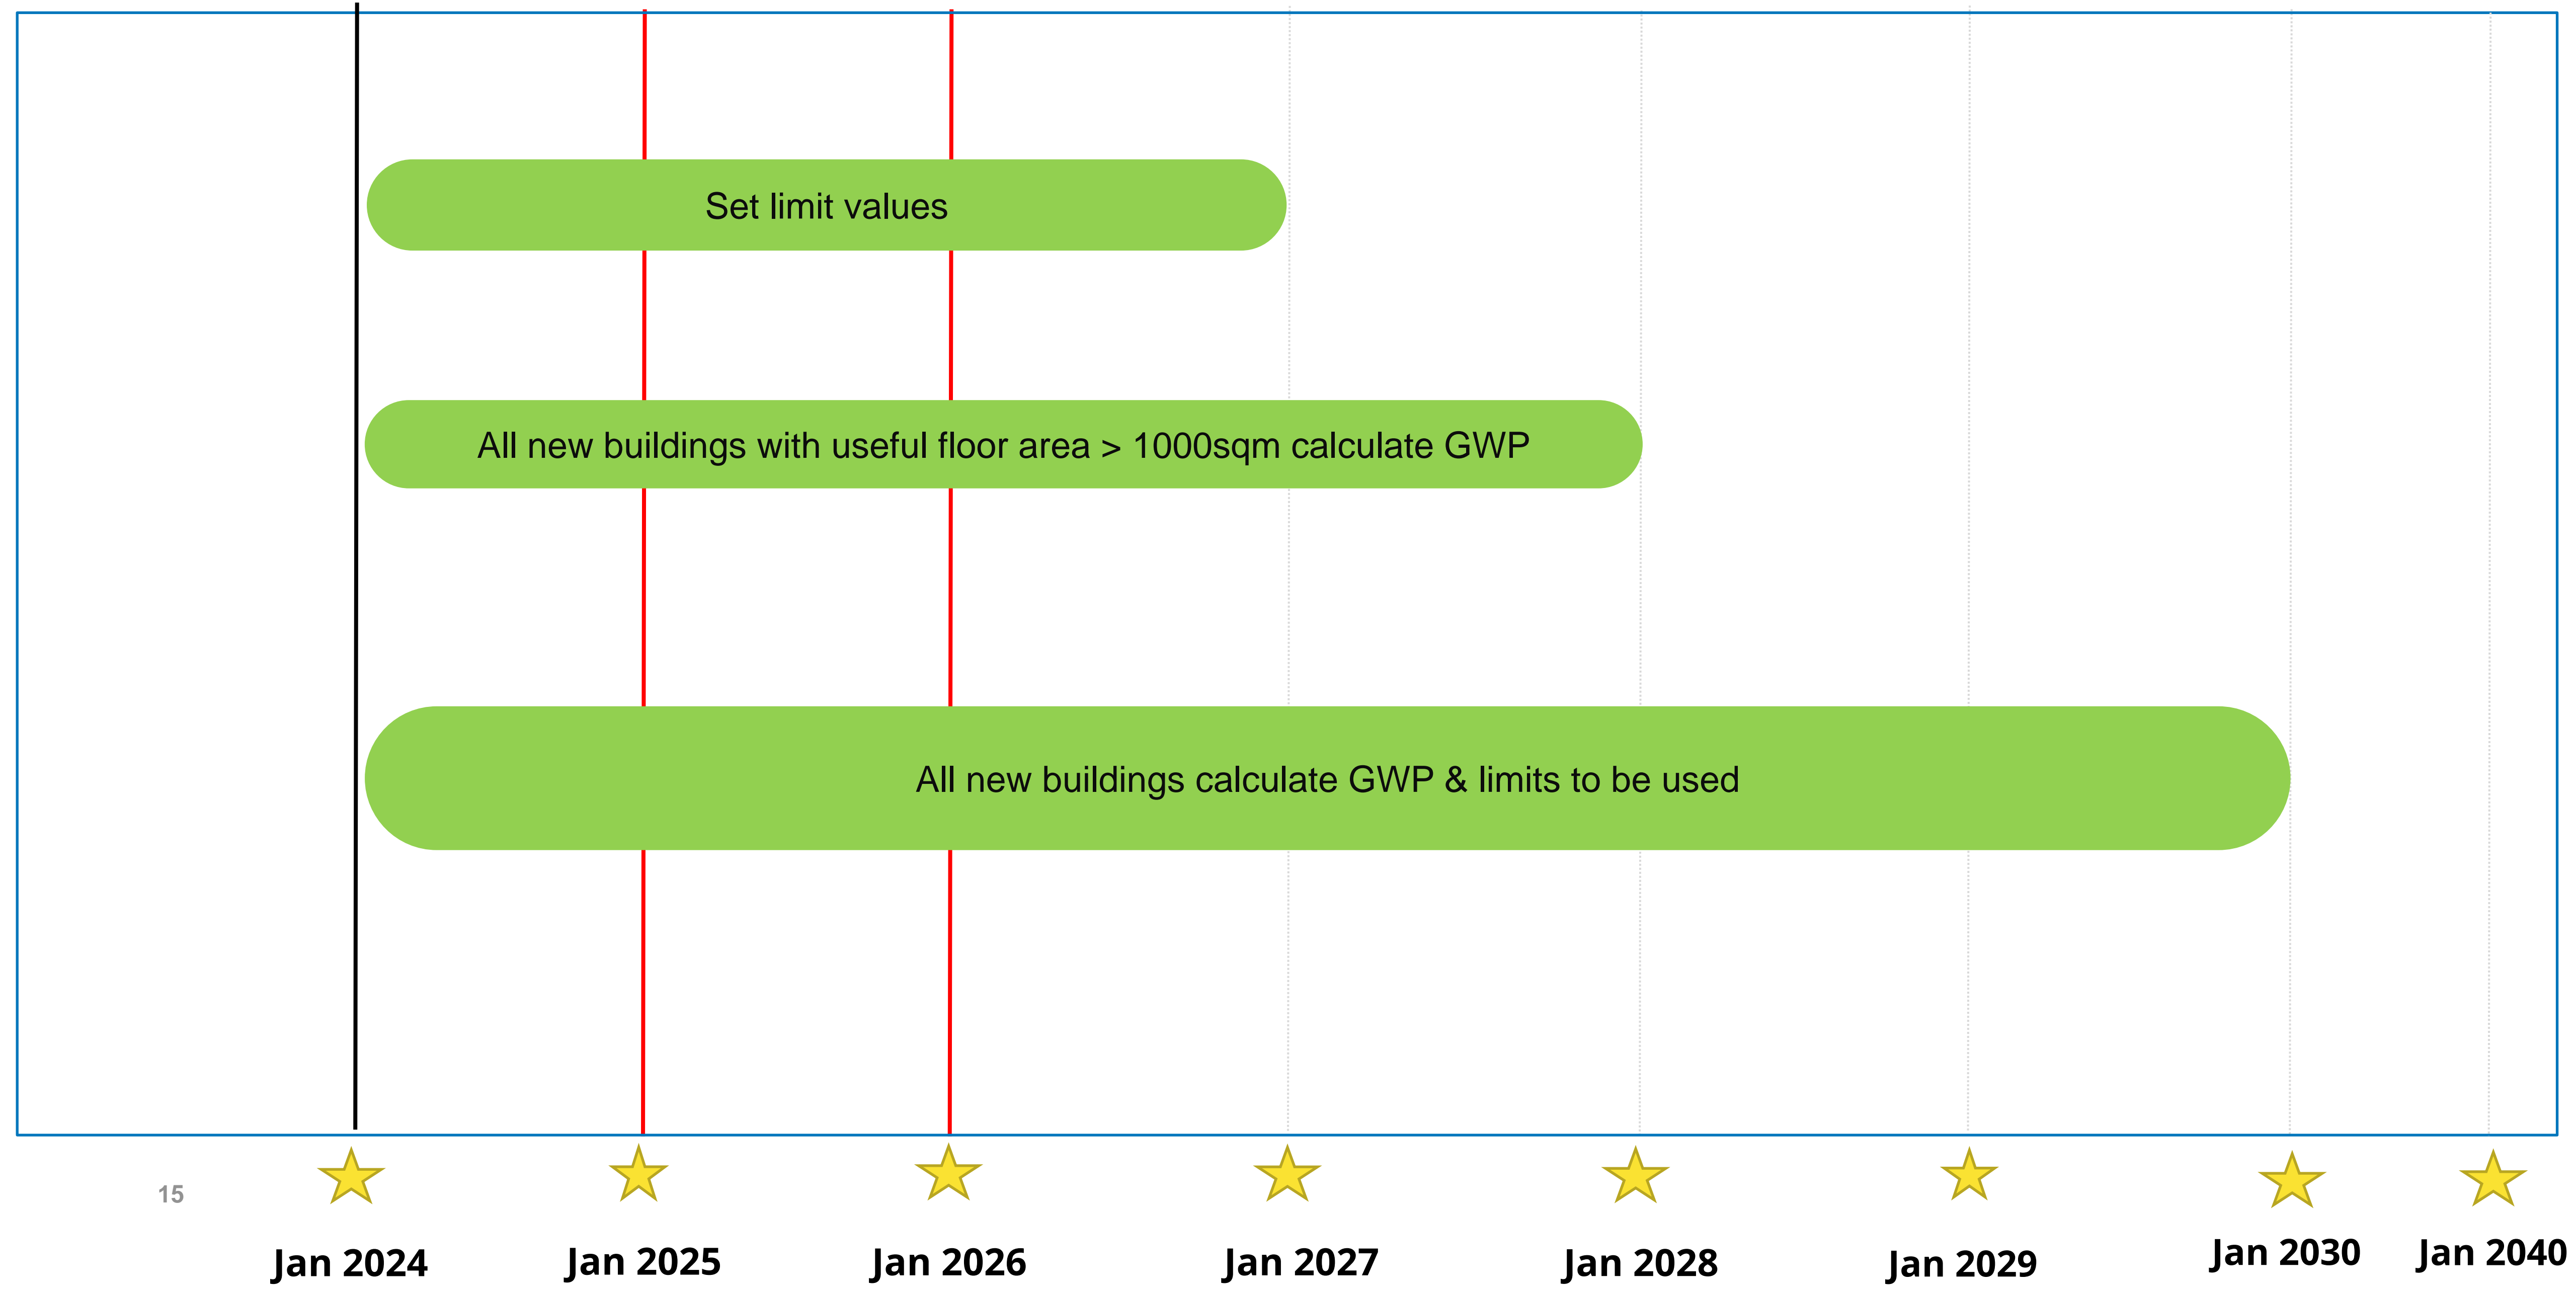 Set limit values
All new buildings with useful floor area > 1000sqm calculate GWP
All new buildings calculate GWP & limits to be used
15
Jan 2024
Jan 2025
Jan 2026
Jan 2027
Jan 2028
Jan 2029
Jan 2030
Jan 2040